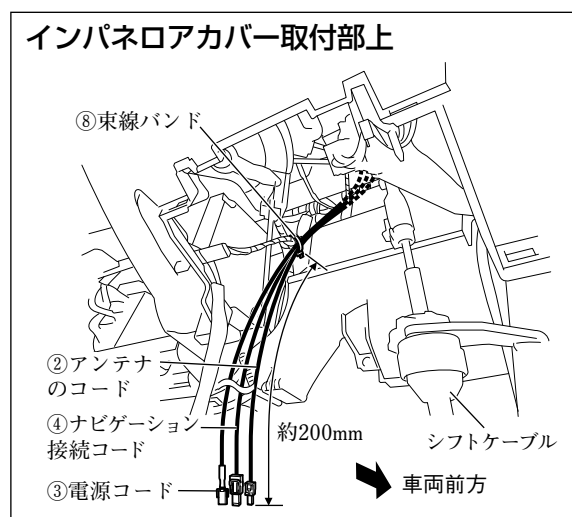 インパネロアカバー取付部上
⑧束線バンド
②アンテナ
のコード
④ナビゲーション
接続コード
③電源コード
約200mm
シフトケーブル
車両前方